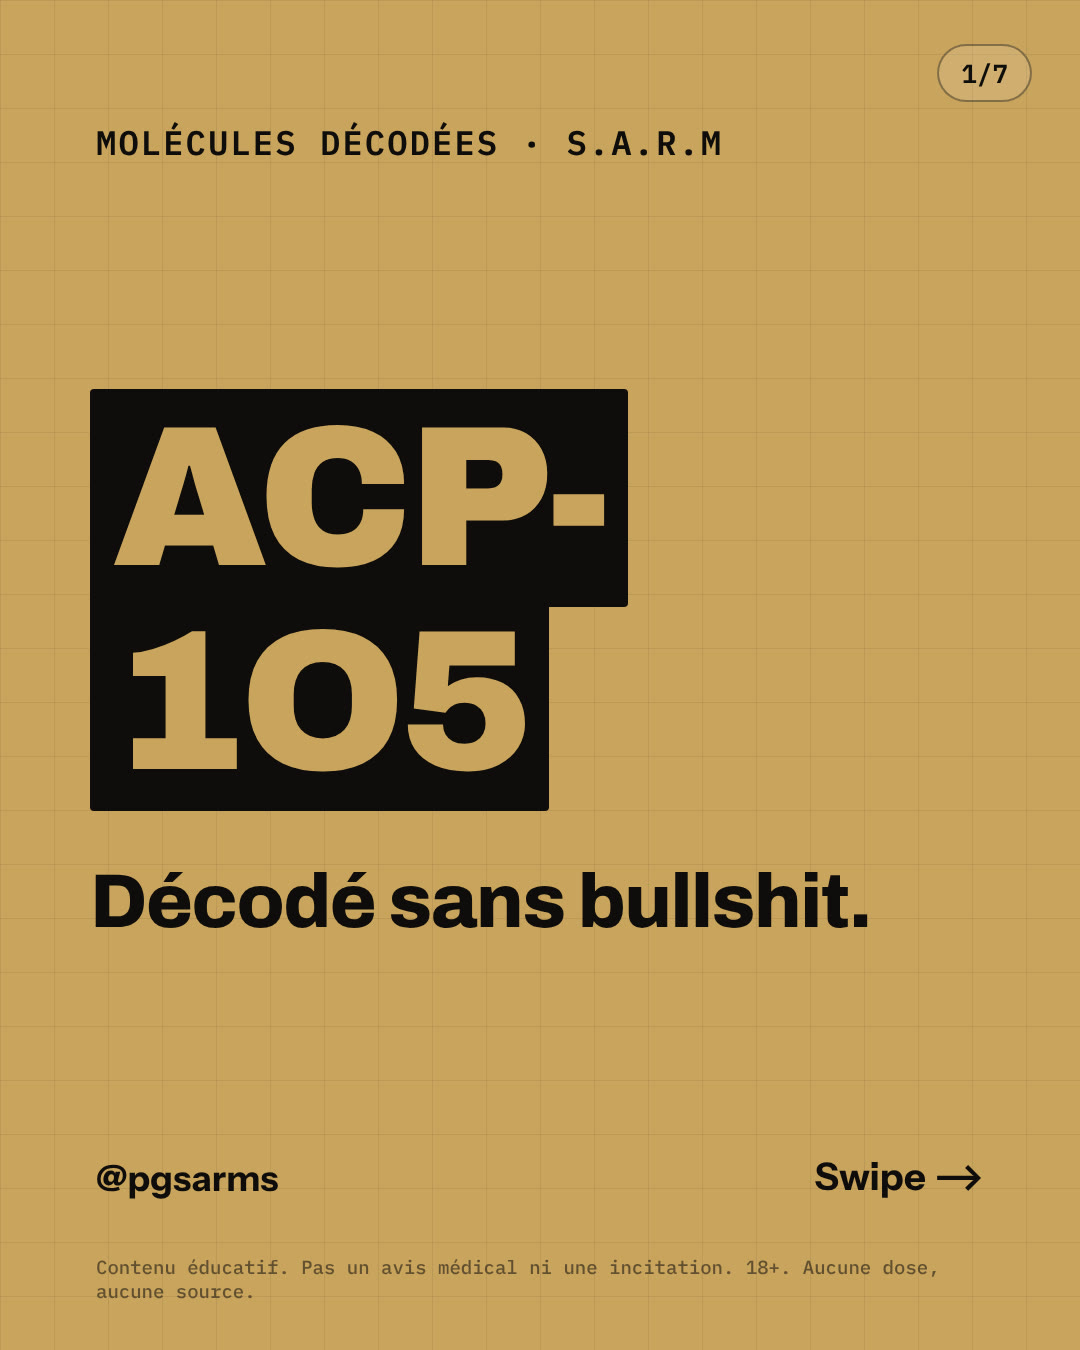 1/7
MOLÉCULES DÉCODÉES · S.A.R.M
ACP-
105
Décodé sans bullshit.
@pgsarms
Swipe →
Contenu éducatif. Pas un avis médical ni une incitation. 18+. Aucune dose,
aucune source.